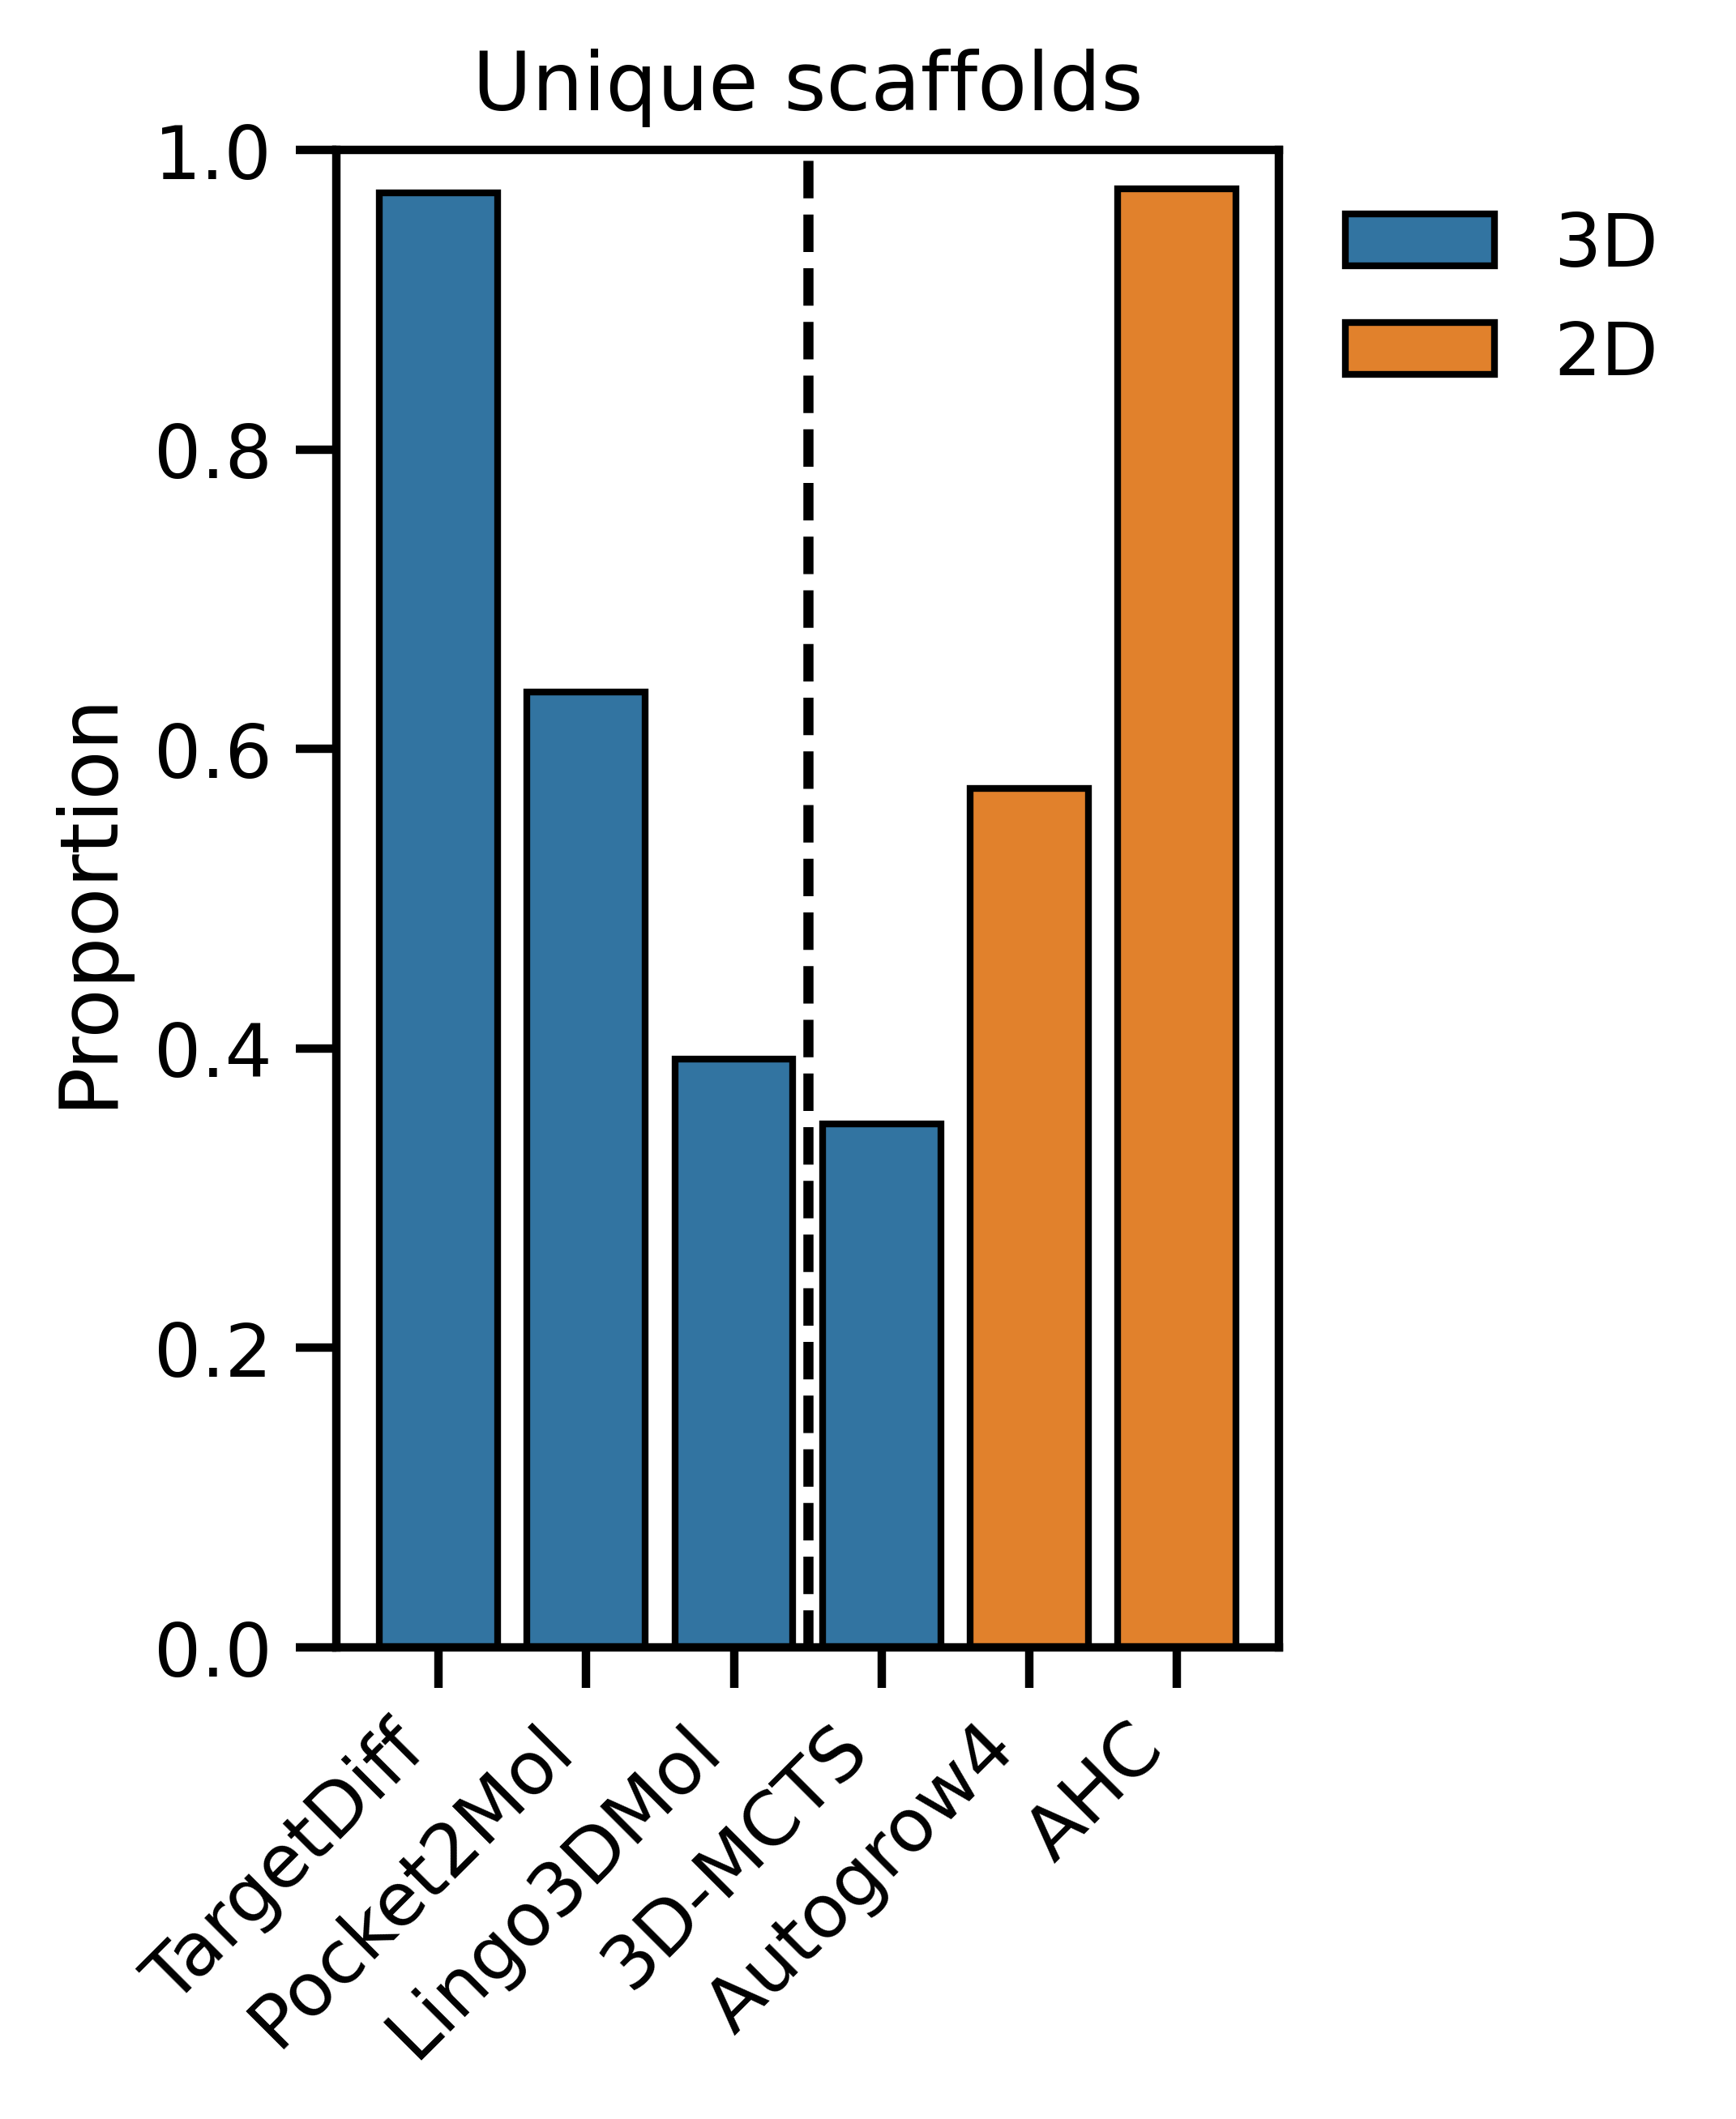 Unique scaffolds
1.0
0.8
0.6
0.4
0.2
0.0
Proportion
3D
2D
TargetDiff
Pocket2Mol
Lingo3DMol
3D-MCTS
Autogrow4
AHC